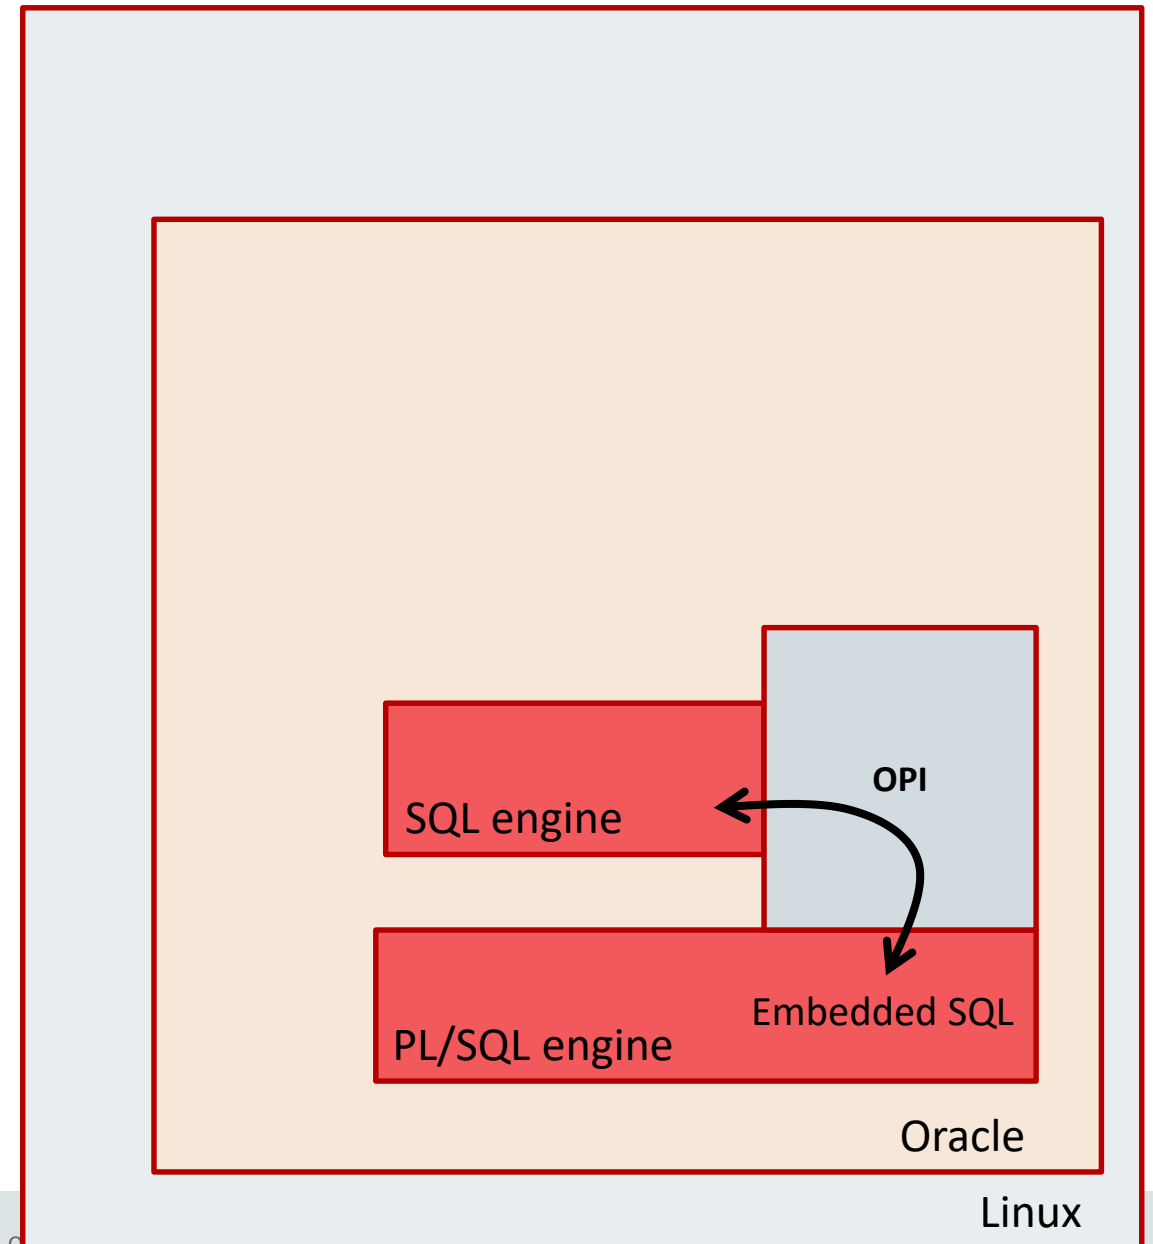 OPI
SQL engine
Embedded SQL
PL/SQL engine
Oracle
Linux